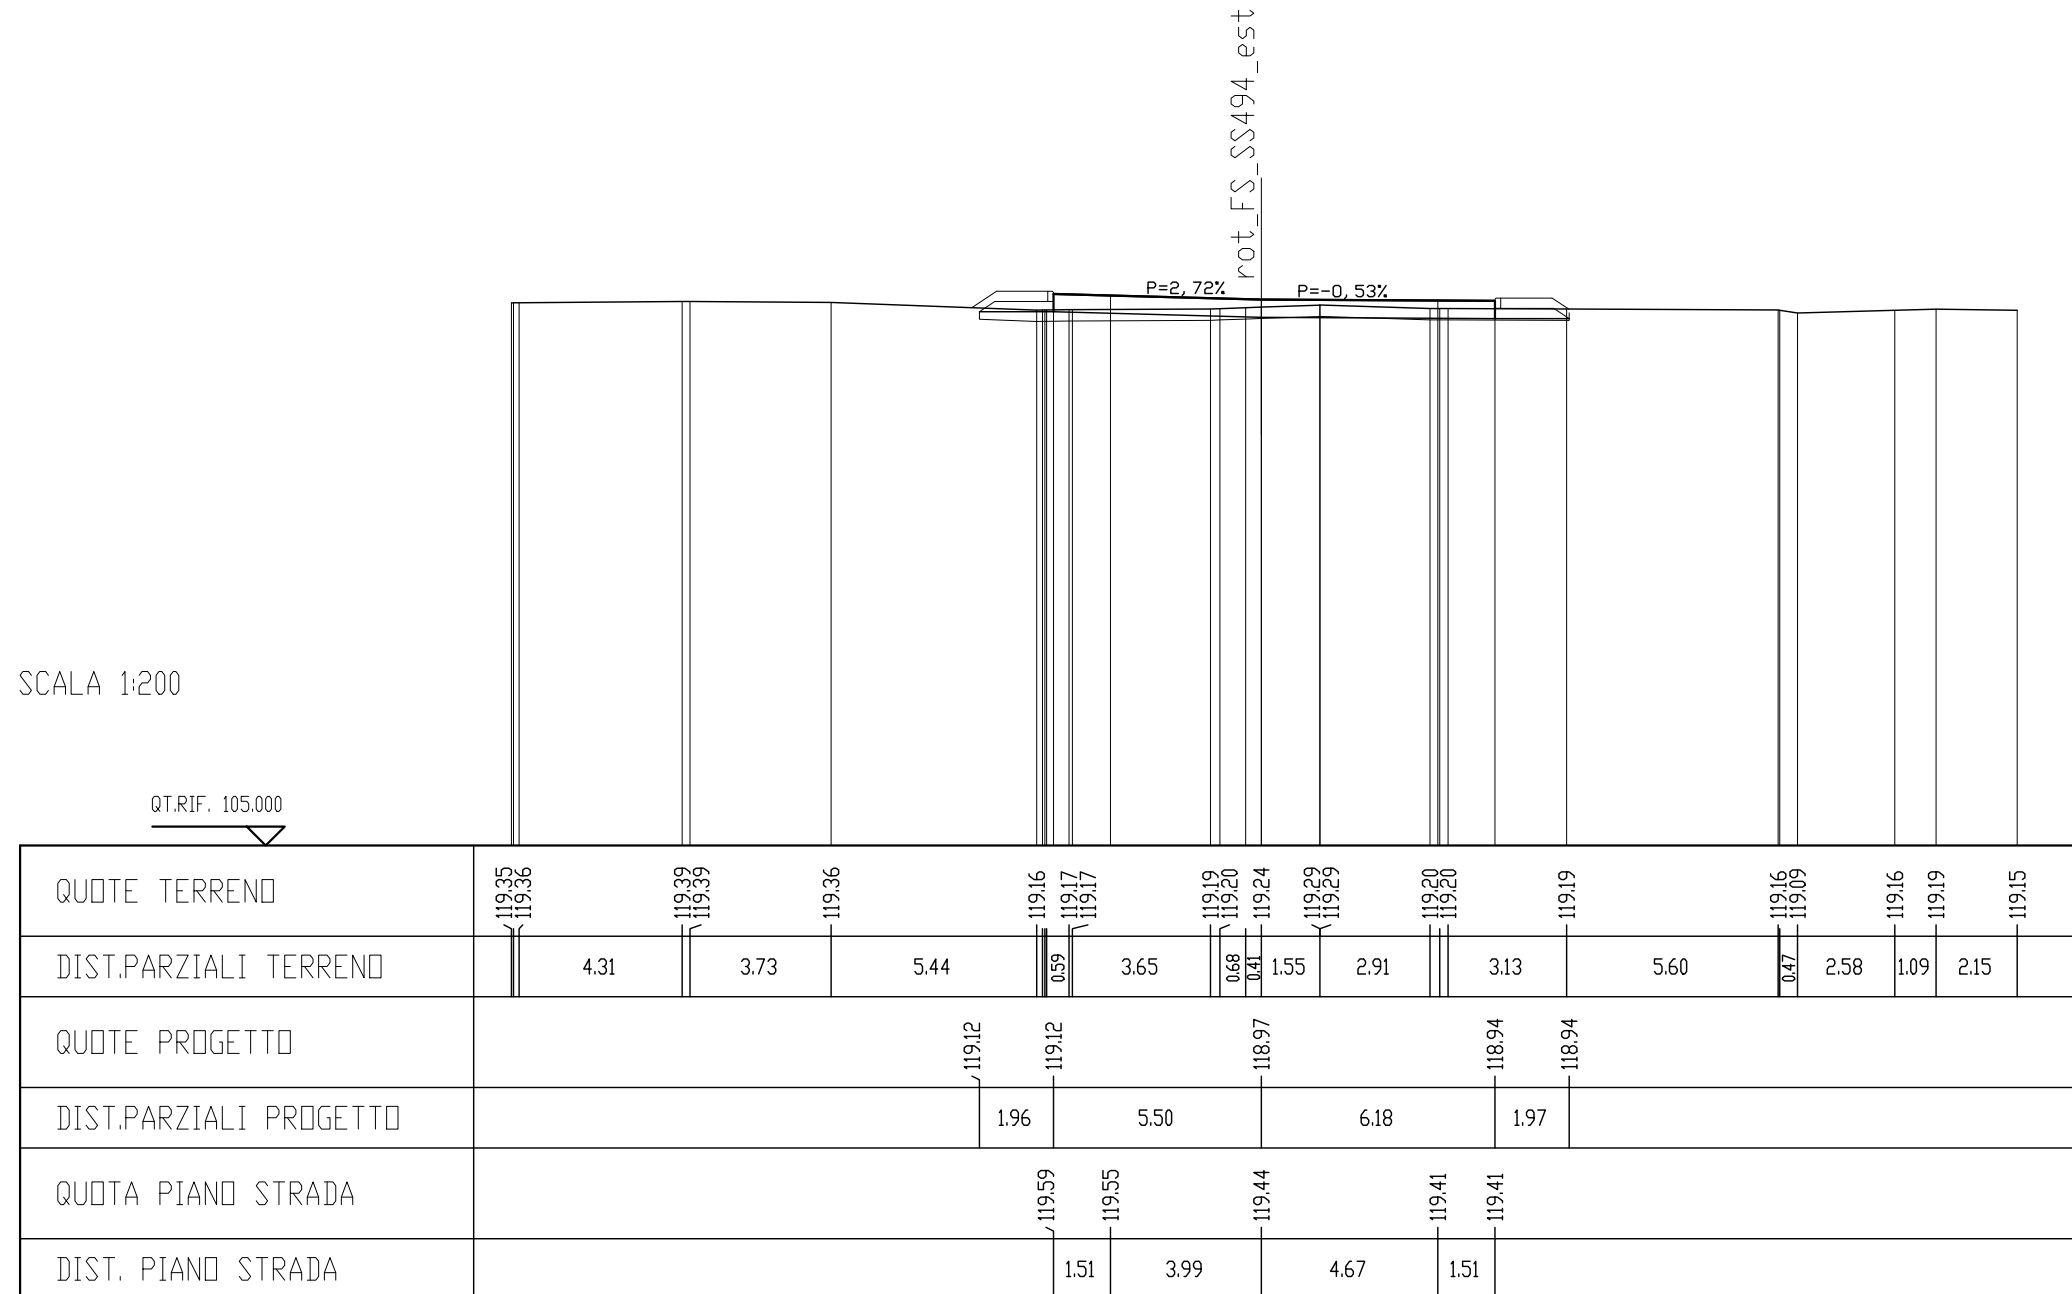 rot_FS_SS494_est
P=2,72%
P=-0,53%
SCALA 1:200
QT.RIF. 105.000
QUOTE TERRENO
119.35 119.36 119.39 119.39 119.36 119.16 119.17 119.17 119.19 119.20 119.24 119.29 119.29 119.20 119.20 119.19 119.16 119.09 119.16 119.19 119.15
DIST.PARZIALI TERRENO
4.31 3.73 5.44 0.59 3.65 0.68 0.41 1.55 2.91 3.13 5.60 0.47 2.58 1.09 2.15
QUOTE PROGETTO
119.12 119.12 118.97 118.94 118.94
DIST.PARZIALI PROGETTO
1.96 5.50 6.18 1.97
QUOTA PIANO STRADA
119.59 119.55 119.44 119.41 119.41
DIST. PIANO STRADA
1.51 3.99 4.67 1.51